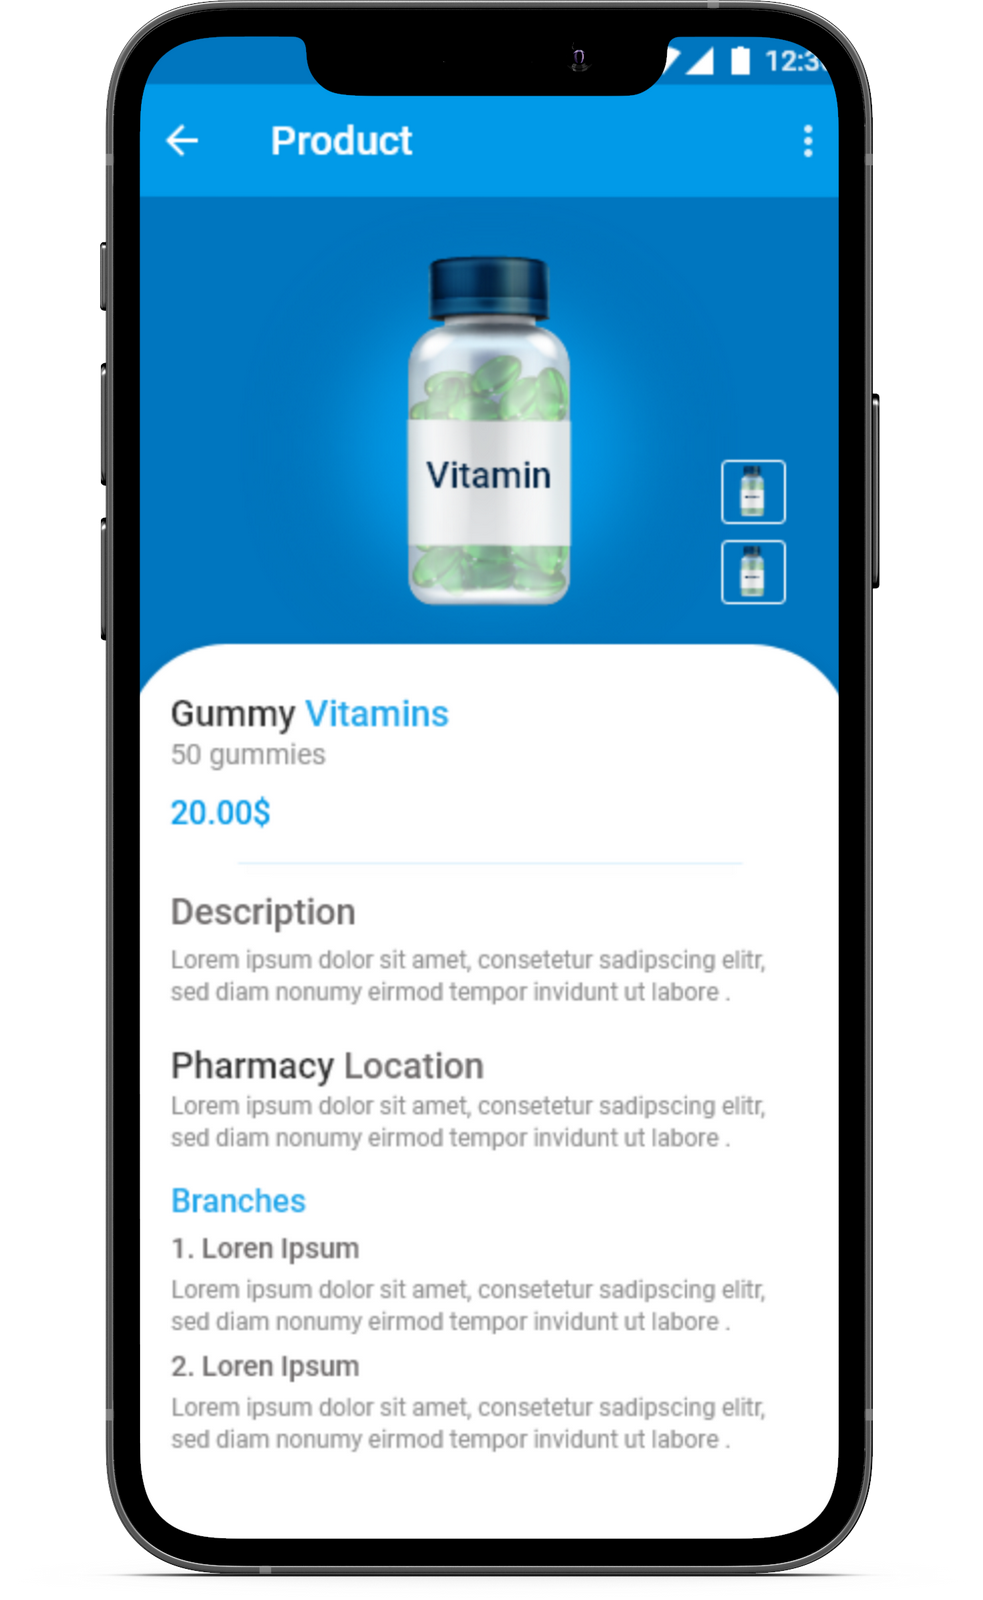 Product
Vitamin
Gummy Vitamins
50 gummies
20.00$
Description
Lorem ipsum dolor sit amet, consetetur sadipscing elitr,
sed diam nonumy eirmod tempor invidunt ut labore .
Pharmacy Location
Lorem ipsum dolor sit amet, consetetur sadipscing elitr,
sed diam nonumy eirmod tempor invidunt ut labore .
Branches
1. Loren Ipsum
Lorem ipsum dolor sit amet, consetetur sadipscing elitr,
sed diam nonumy eirmod tempor invidunt ut labore .
2. Loren Ipsum
Lorem ipsum dolor sit amet, consetetur sadipscing elitr,
sed diam nonumy eirmod tempor invidunt ut labore .